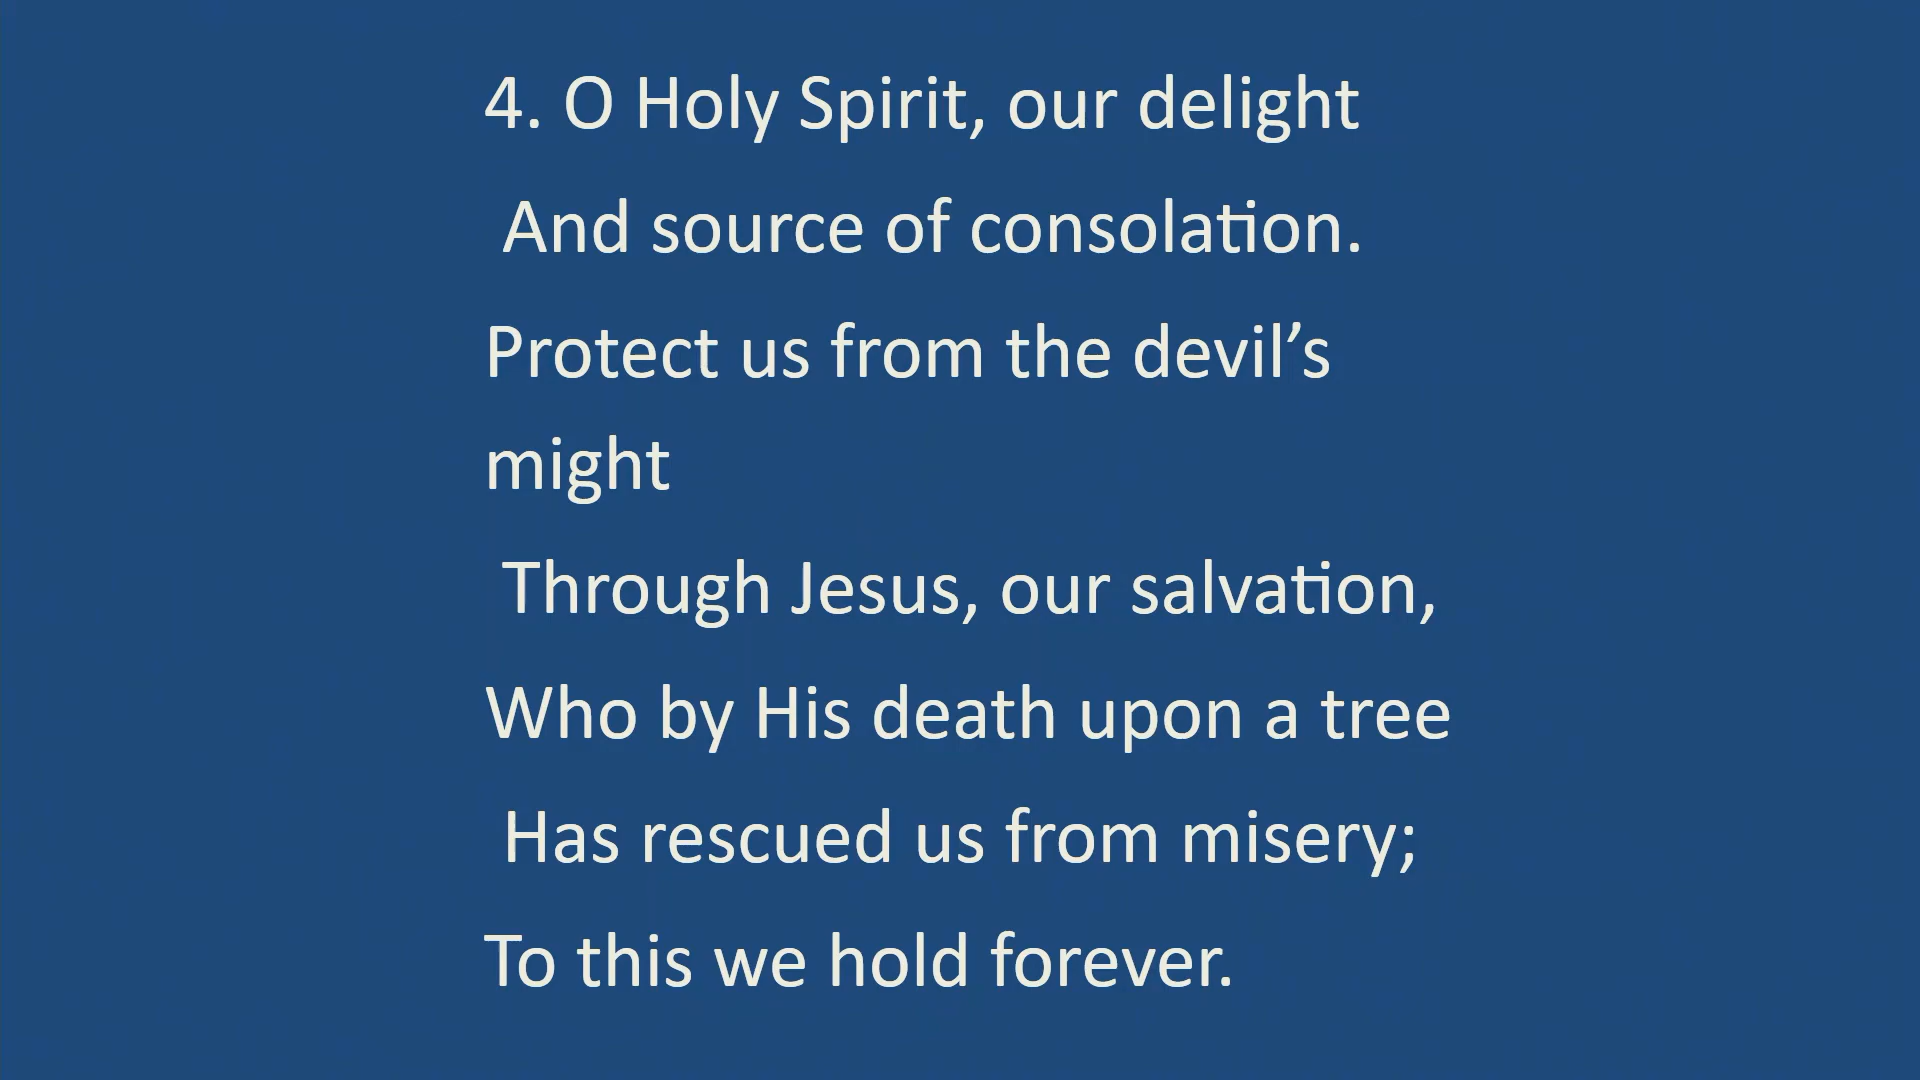 4. O Holy Spirit, our delight
And source of consolation.
Protect us from the devil’s
might
Through Jesus, our salvation,
Who by His death upon a tree
Has rescued us from misery;
To this we hold forever.